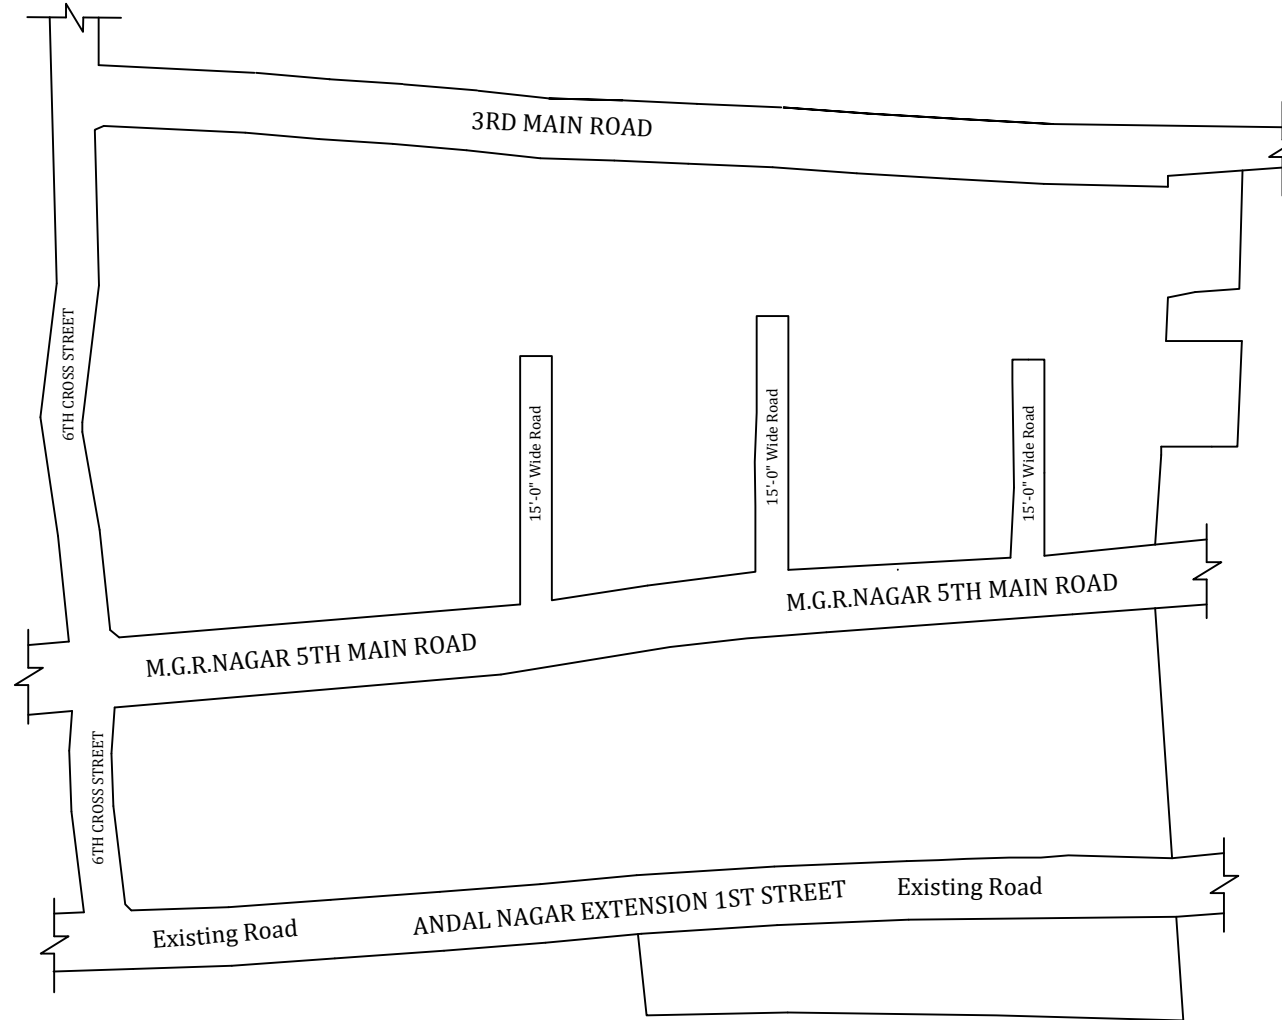 3RD MAIN ROAD
6TH CROSS STREET
15'-0" Wide Road
15'-0" Wide Road
15'-0" Wide Road
M.G.R.NAGAR 5TH MAIN ROAD
M.G.R.NAGAR 5TH MAIN ROAD
6TH CROSS STREET
Existing Road
ANDAL NAGAR EXTENSION 1ST STREET
Existing Road